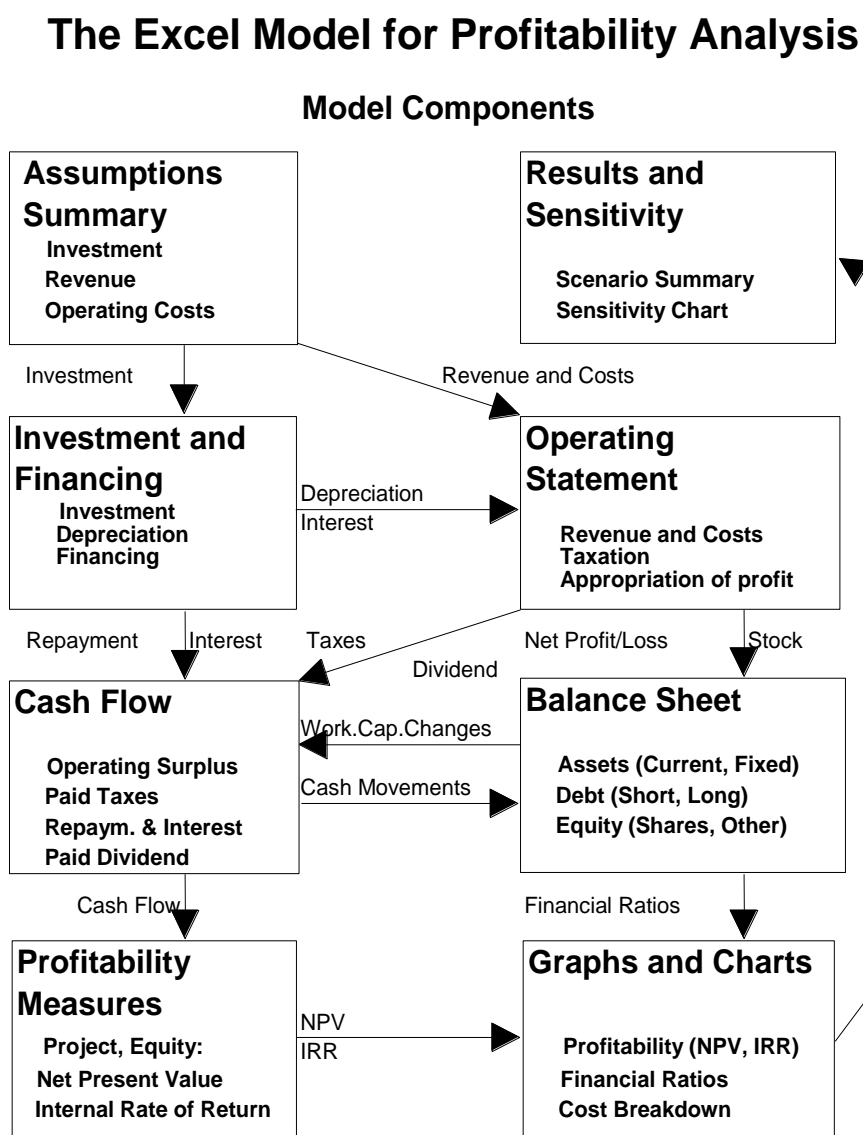 The Excel Model for Profitability Analysis
Model Components
Assumptions
Summary
Investment
Revenue
Operating Costs
Results and
Sensitivity
Scenario Summary
Sensitivity Chart
Investment
Revenue and Costs
Investment and
Financing
Investment
Depreciation
Financing
Depreciation
Interest
Operating
Statement
Revenue and Costs
Taxation
Appropriation of profit
Repayment
Interest
Taxes
Dividend
Net Profit/Loss
Stock
Cash Flow
Operating Surplus
Paid Taxes
Repaym. & Interest
Paid Dividend
Work.Cap.Changes
Cash Movements
Balance Sheet
Assets (Current, Fixed)
Debt (Short, Long)
Equity (Shares, Other)
Cash Flow
Financial Ratios
Profitability
Measures
Project, Equity:
Net Present Value
Internal Rate of Return
NPV
IRR
Graphs and Charts
Profitability (NPV, IRR)
Financial Ratios
Cost Breakdown